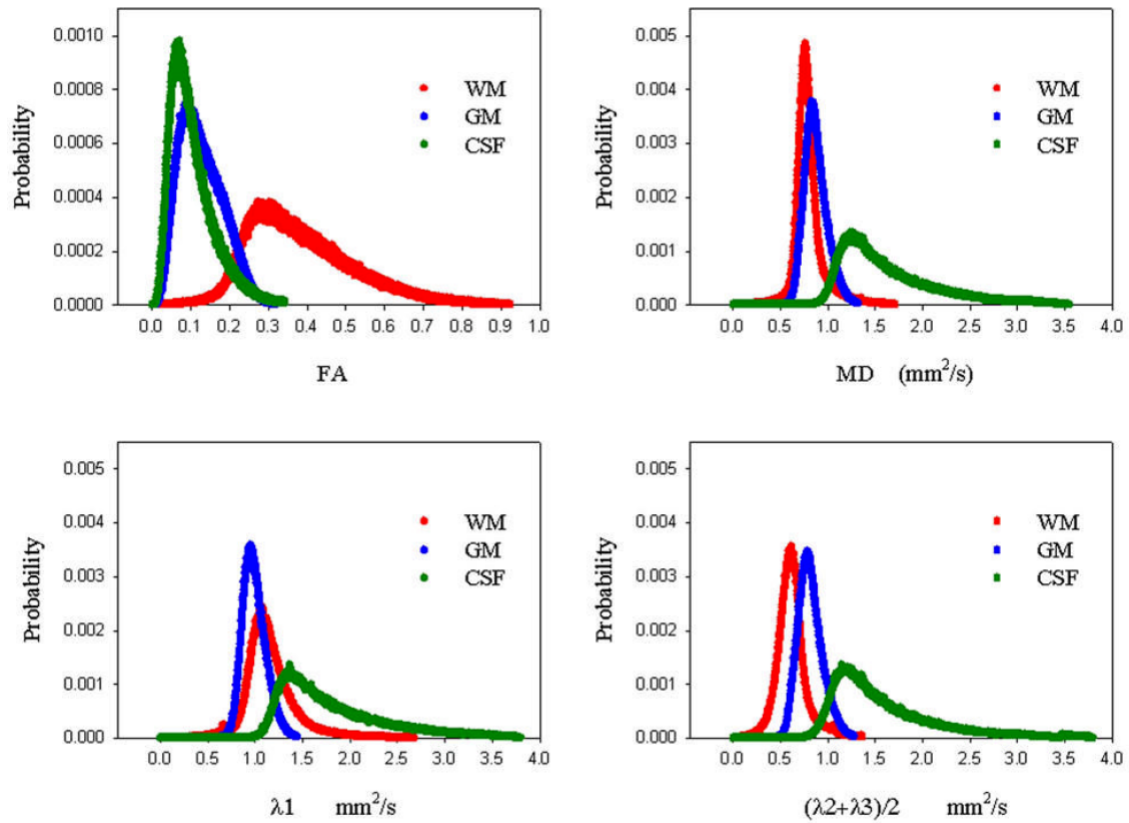 0.0010
0.0008
0.0006
0.0004
0.0002
0.0000
Probability
WM
GM
CSF
0.0 0.1 0.2 0.3 0.4 0.5 0.6 0.7 0.8 0.9 1.0
FA
0.005
0.004
0.003
0.002
0.001
0.000
Probability
WM
GM
CSF
0.0 0.5 1.0 1.5 2.0 2.5 3.0 3.5 4.0
MD (mm²/s)
0.005
0.004
0.003
0.002
0.001
0.000
Probability
WM
GM
CSF
0.0 0.5 1.0 1.5 2.0 2.5 3.0 3.5 4.0
λ1 mm²/s
0.005
0.004
0.003
0.002
0.001
0.000
Probability
WM
GM
CSF
0.0 0.5 1.0 1.5 2.0 2.5 3.0 3.5 4.0
(λ2+λ3)/2 mm²/s